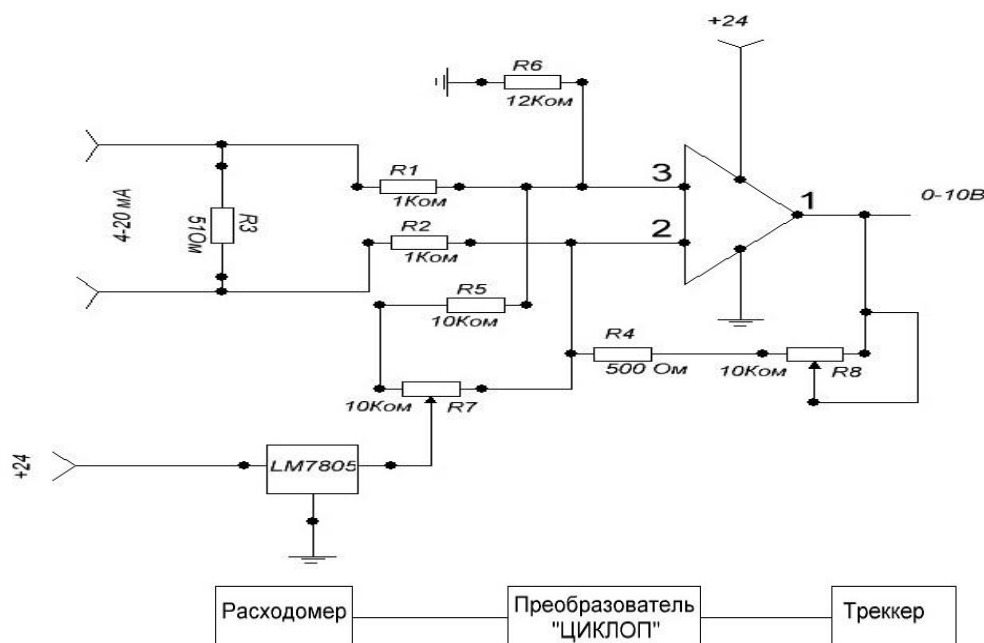 +24
R6
12Ком
R1
1Ком
3
1
0-10В
4-20 мА
R3
51Ом
R2
1Ком
2
R5
10Ком
R4
500 Ом
10Ком
R8
10Ком
R7
+24
LM7805
Расходомер
Преобразователь
"ЦИКЛОП"
Треккер